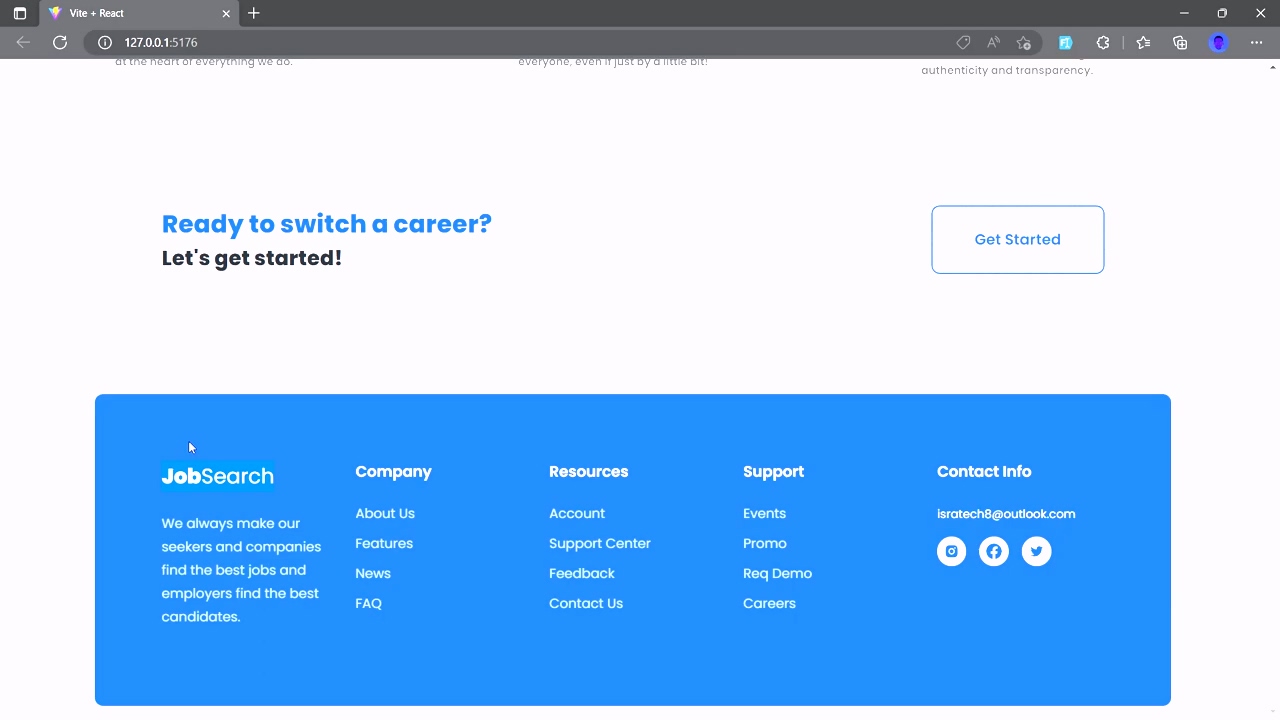 Vite + React
127.0.0.1:5176
at the heart of everything we do.
everyone, even if just by a little bit!
authenticity and transparency.
Ready to switch a career?
Let's get started!
Get Started
JobSearch
We always make our
seekers and companies
find the best jobs and
employers find the best
candidates.
Company
About Us
Features
News
FAQ
Resources
Account
Support Center
Feedback
Contact Us
Support
Events
Promo
Req Demo
Careers
Contact Info
isratech8@outlook.com